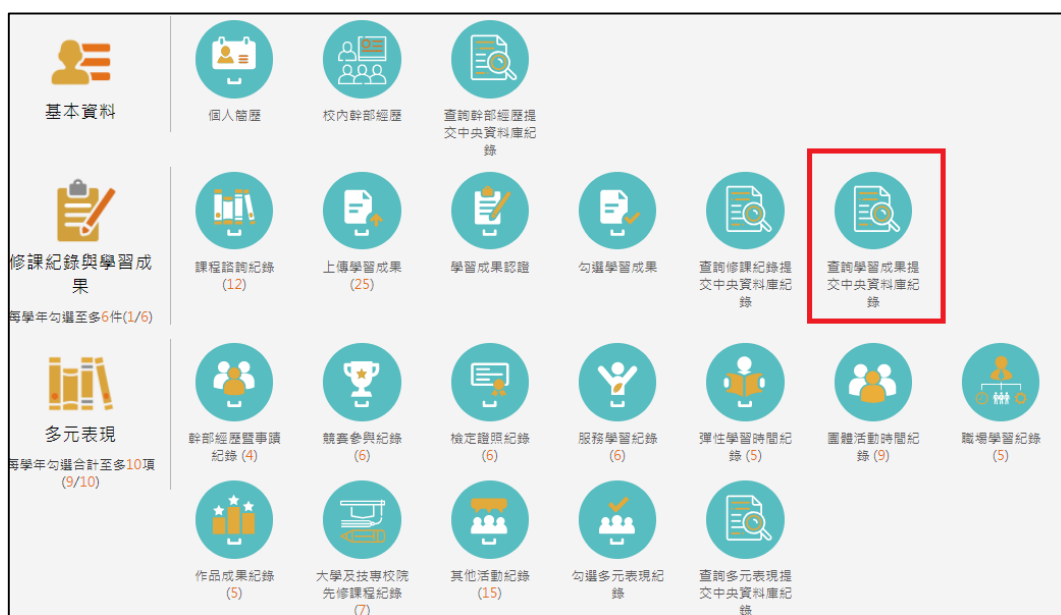 基本資料
個人簡歷
校內幹部經歷
查詢幹部經歷提
交中央資料庫紀
錄
修課紀錄與學習成
果
每學年勾選至多6件(1/6)
課程諮詢紀錄
(12)
上傳學習成果
(25)
學習成果認證
勾選學習成果
查詢修課紀錄提
交中央資料庫紀
錄
查詢學習成果提
交中央資料庫紀
錄
多元表現
每學年勾選合計至多10項
(9/10)
幹部經歷暨事蹟
紀錄 (4)
競賽參與紀錄
(6)
檢定證照紀錄
(6)
服務學習紀錄
(6)
彈性學習時間紀
錄 (5)
團體活動時間紀
錄 (9)
職場學習紀錄
(5)
作品成果紀錄
(5)
大學及技專校院
先修課程紀錄
(7)
其他活動紀錄
(15)
勾選多元表現紀
錄
查詢多元表現提
交中央資料庫紀
錄